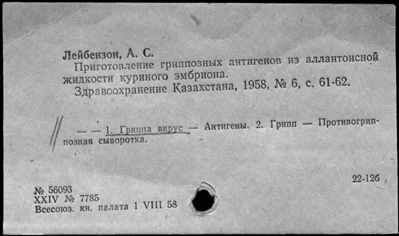 Лейбензон, А. С.
Приготовление гриппозных антигенов из аллантоисной
жидкости куриного эмбриона.
Здравоохранение Казахстана, 1958, № 6, с. 61-62.
— — 1. Гриппа вирус — Антигены. 2. Грипп — Противогрип-
позная сыворотка.
22-12б
№ 56093
XXIV № 7785
Всесоюз. кн. палата 1 VIII 58